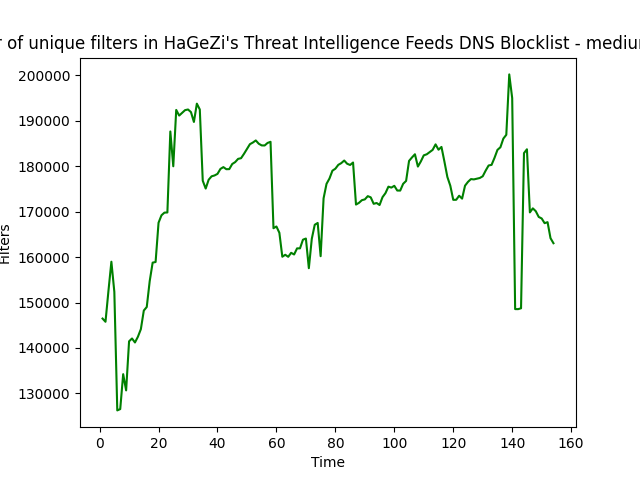 of unique filters in HaGeZi's Threat Intelligence Feeds DNS Blocklist - 
200000
190000
180000
170000
160000
150000
140000
130000
Filters
0 20 40 60 80 100 120 140 160
Time